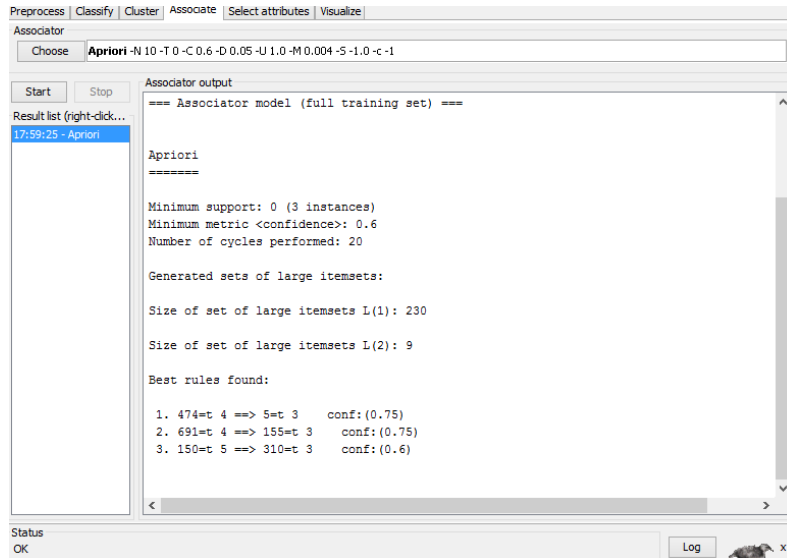 Preprocess Classify Cluster Associate Select attributes Visualize
Associator
Choose Apriori -N 10 -T 0 -C 0.6 -D 0.05 -U 1.0 -M 0.004 -S -1.0 -c -1
Start Stop
Result list (right-click...
17:59:25 - Apriori
Associator output
=== Associator model (full training set) ===
Apriori
=======
Minimum support: 0 (3 instances)
Minimum metric <confidence>: 0.6
Number of cycles performed: 20
Generated sets of large itemsets:
Size of set of large itemsets L(1): 230
Size of set of large itemsets L(2): 9
Best rules found:
1. 474=t 4 ==> 5=t 3 conf:(0.75)
2. 691=t 4 ==> 155=t 3 conf:(0.75)
3. 150=t 5 ==> 310=t 3 conf:(0.6)
Status
OK
Log
x